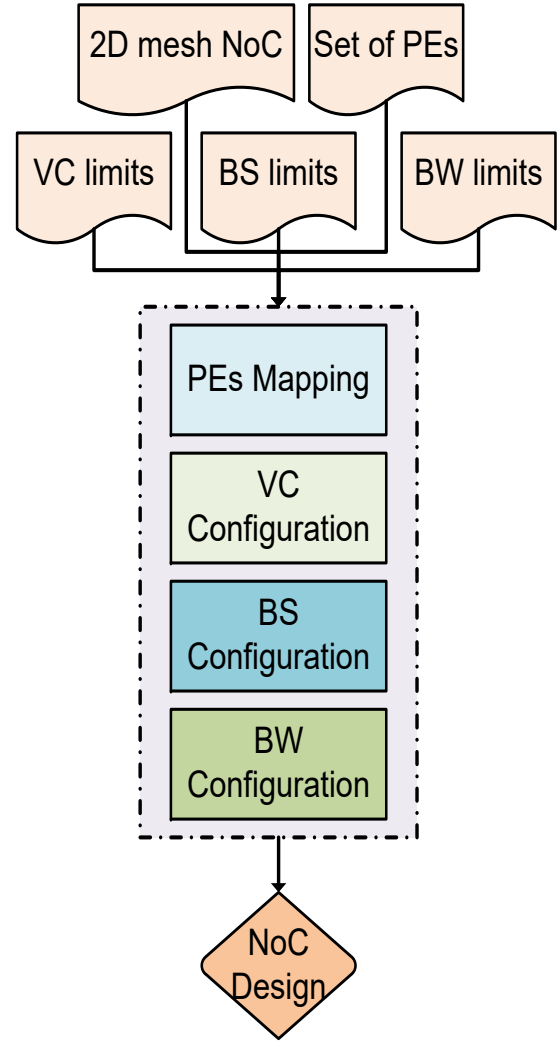 2D mesh NoC
Set of PEs
VC limits
BS limits
BW limits
PEs Mapping
VC
Configuration
BS
Configuration
BW
Configuration
NoC
Design